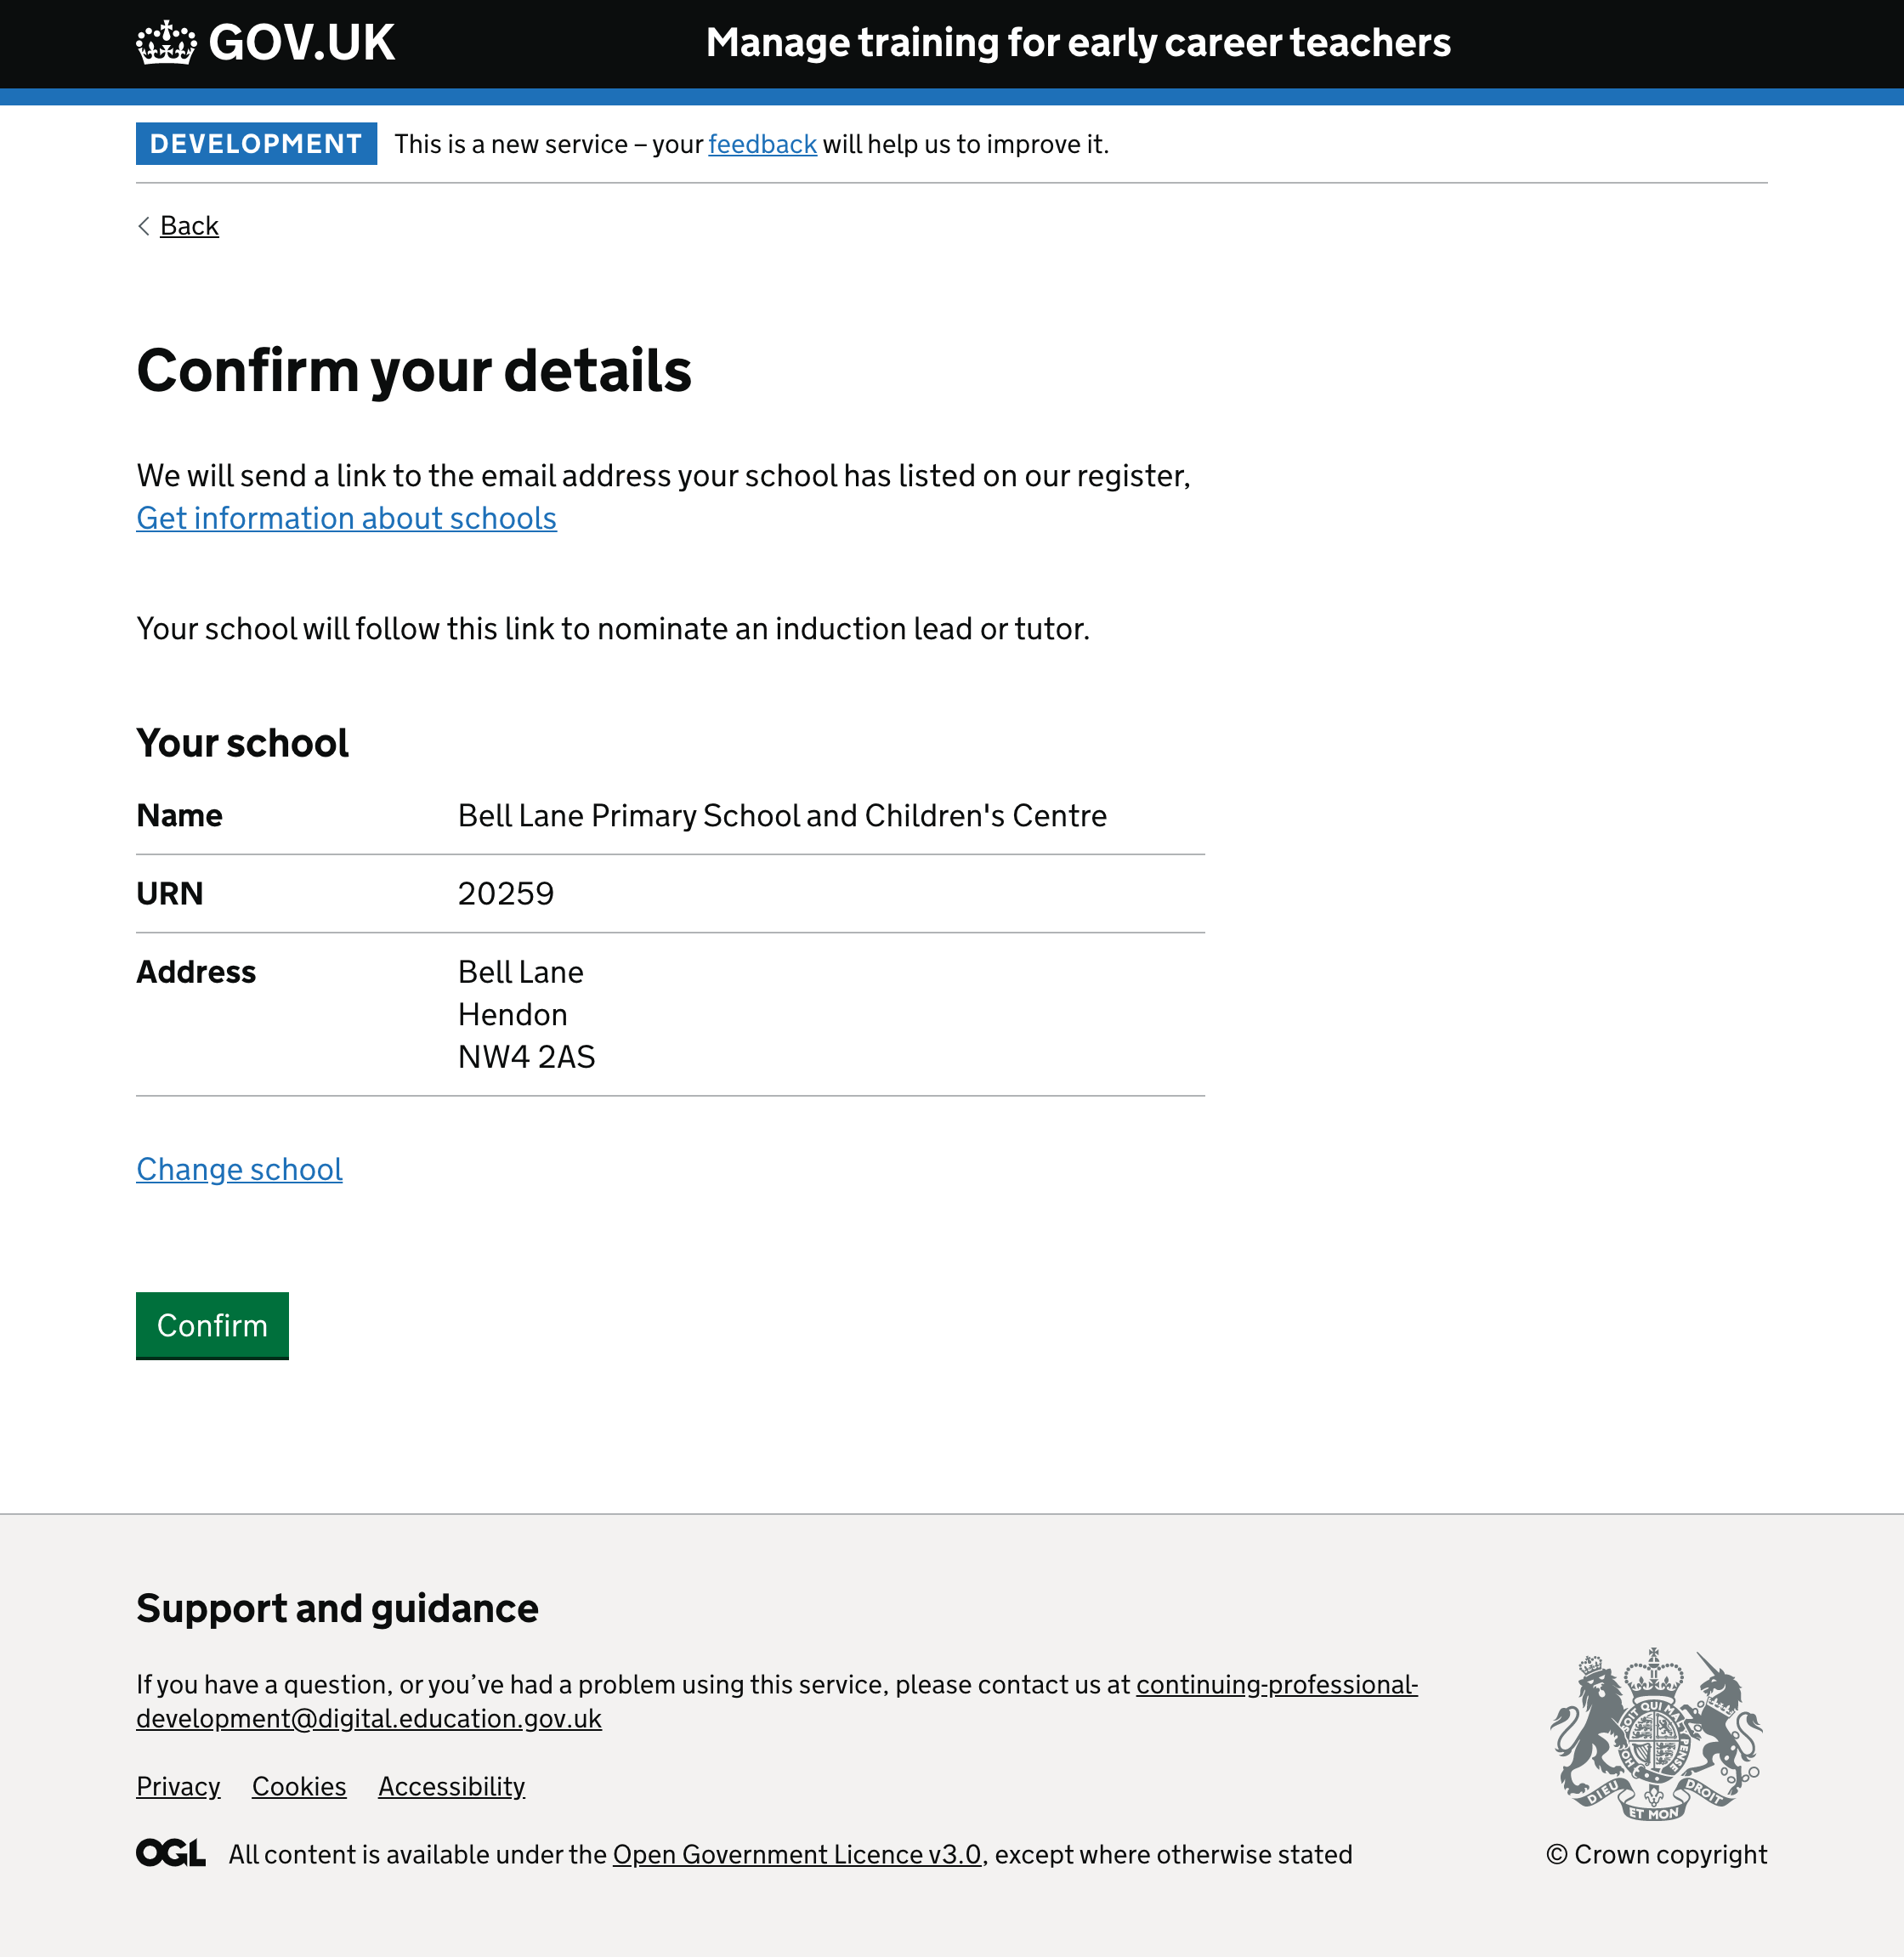 GOV.UK
Manage training for early career teachers
DEVELOPMENT
This is a new service – your feedback will help us to improve it.
Back
Confirm your details
We will send a link to the email address your school has listed on our register,
Get information about schools
Your school will follow this link to nominate an induction lead or tutor.
Your school
Name Bell Lane Primary School and Children's Centre
URN 20259
Address Bell Lane
Hendon
NW4 2AS
Change school
Confirm
Support and guidance
If you have a question, or you’ve had a problem using this service, please contact us at continuing-professional-
development@digital.education.gov.uk
Privacy Cookies Accessibility
OGL All content is available under the Open Government Licence v3.0, except where otherwise stated
DIEU ET MON DROIT
© Crown copyright